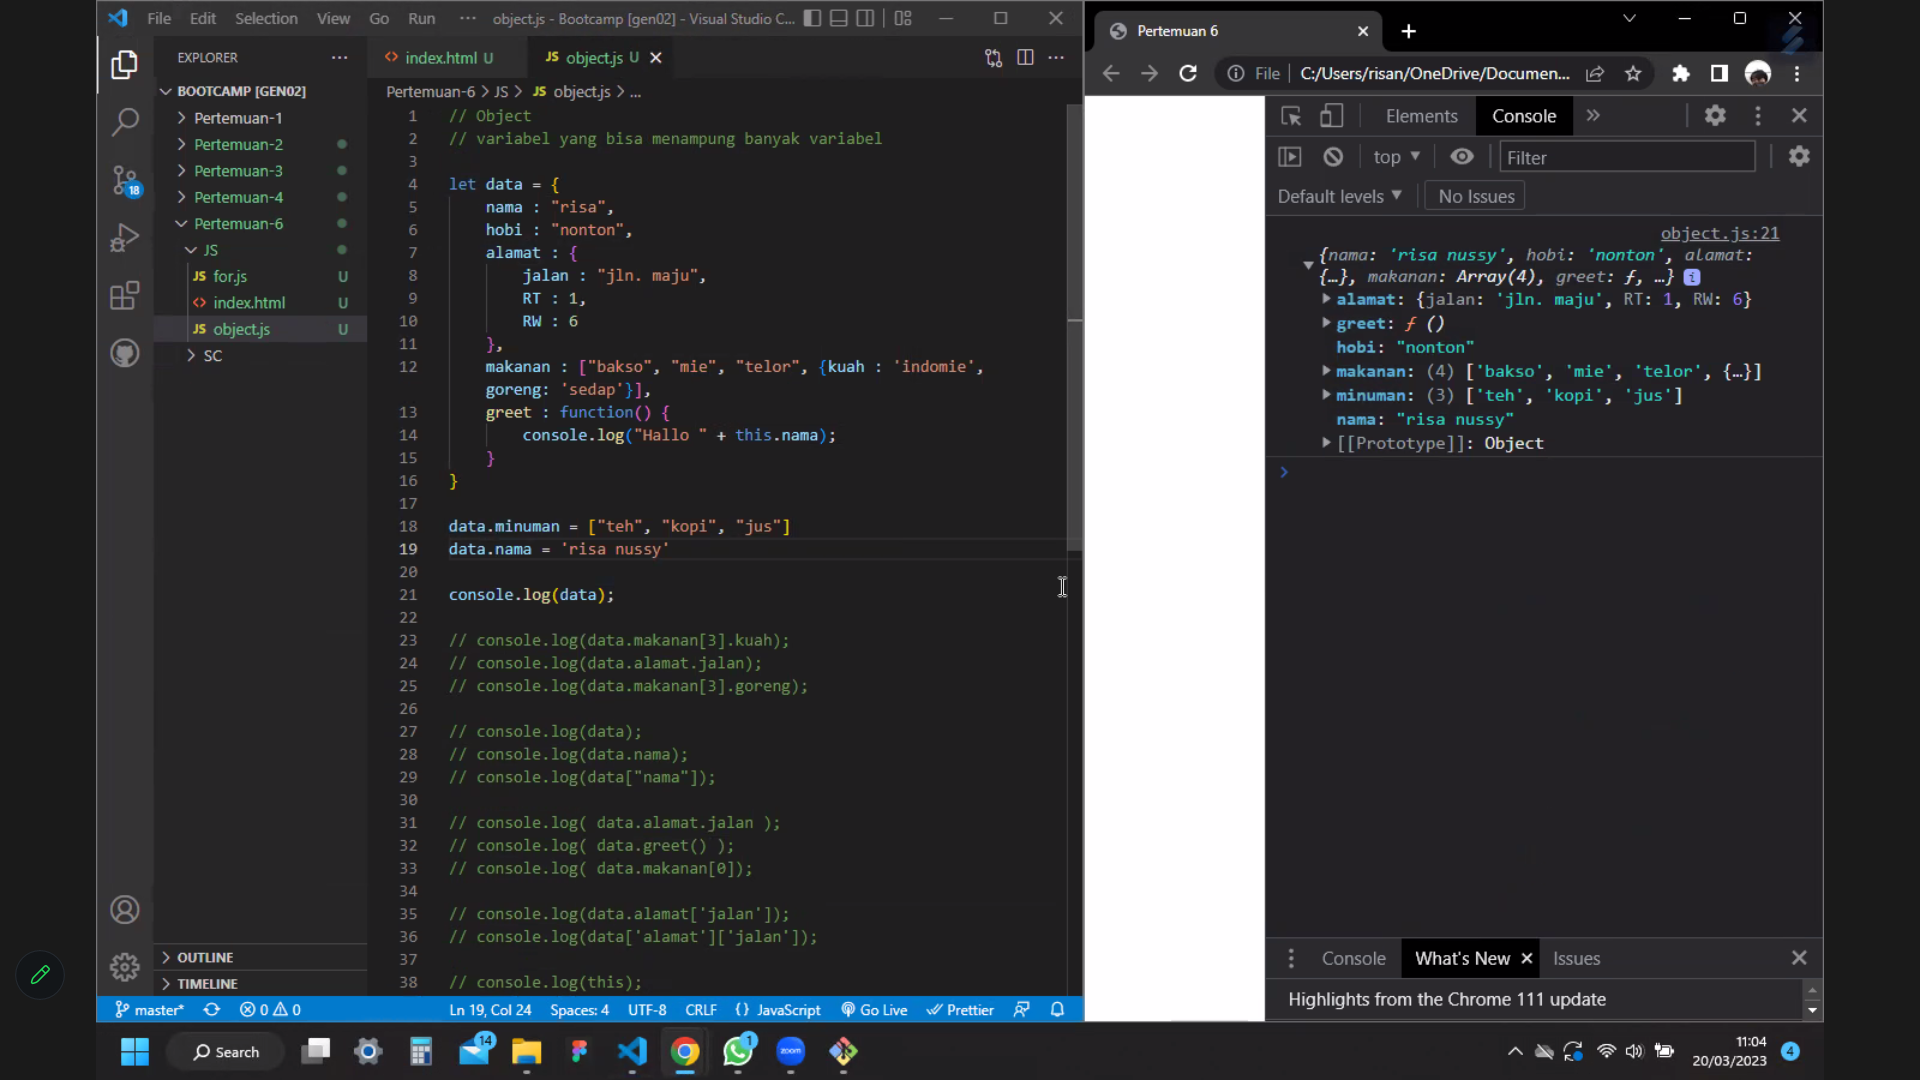 File Edit Selection View Go Run ··· object.js - Bootcamp [gen02] - Visual Studio C...
EXPLORER
BOOTCAMP [GEN02]
Pertemuan-1
Pertemuan-2
Pertemuan-3
Pertemuan-4
Pertemuan-6
JS
for.js U
index.html U
object.js U
SC
OUTLINE
TIMELINE
18
index.html U
object.js U
Pertemuan-6 > JS > object.js > ...
1 // Object
2 // variabel yang bisa menampung banyak variabel
3
4 let data = {
5 nama : "risa",
6 hobi : "nonton",
7 alamat : {
8 jalan : "jln. maju",
9 RT : 1,
10 RW : 6
11 },
12 makanan : ["bakso", "mie", "telor", {kuah : 'indomie',
goreng: 'sedap'}],
13 greet : function() {
14 console.log("Hallo " + this.nama);
15 }
16 }
17
18 data.minuman = ["teh", "kopi", "jus"]
19 data.nama = 'risa nussy'
20
21 console.log(data);
22
23 // console.log(data.makanan[3].kuah);
24 // console.log(data.alamat.jalan);
25 // console.log(data.makanan[3].goreng);
26
27 // console.log(data);
28 // console.log(data.nama);
29 // console.log(data["nama"]);
30
31 // console.log( data.alamat.jalan );
32 // console.log( data.greet() );
33 // console.log( data.makanan[0]);
34
35 // console.log(data.alamat['jalan']);
36 // console.log(data['alamat']['jalan']);
37
38 // console.log(this);
master* 0 0 Ln 19, Col 24 Spaces: 4 UTF-8 CRLF {} JavaScript Go Live Prettier
Pertemuan 6
File C:/Users/risan/OneDrive/Documen...
Elements Console
top Filter
Default levels No Issues
object.js:21
{nama: 'risa nussy', hobi: 'nonton', alamat:
{…}, makanan: Array(4), greet: ƒ, …} i
alamat: {jalan: 'jln. maju', RT: 1, RW: 6}
greet: ƒ ()
hobi: "nonton"
makanan: (4) ['bakso', 'mie', 'telor', {…}]
minuman: (3) ['teh', 'kopi', 'jus']
nama: "risa nussy"
[[Prototype]]: Object
Console What's New Issues
Highlights from the Chrome 111 update
Search
14
1
zoom
11:04
20/03/2023
4